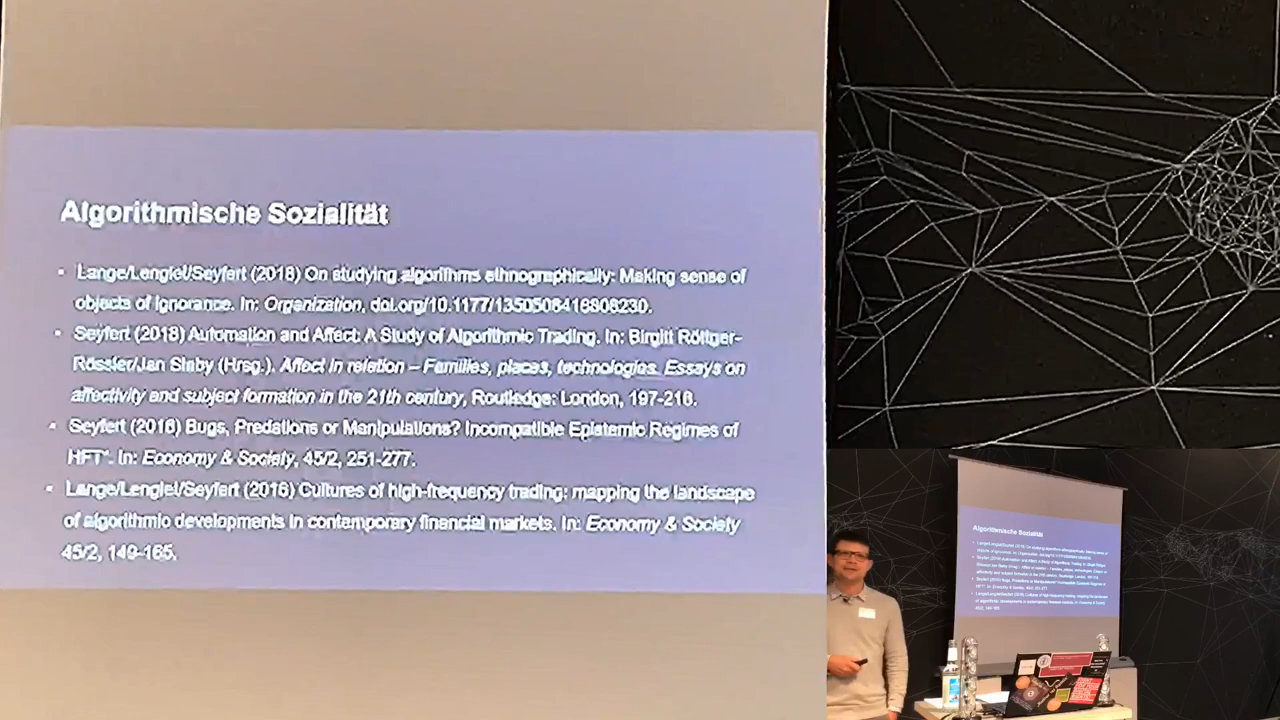 Algorithmische Sozialität
Lange/Lenglet/Seyfert (2018) On studying algorithms ethnographically: Making sense of
objects of ignorance. In: Organization, doi.org/10.1177/1350508418808230.
Seyfert (2018) Automation and Affect: A Study of Algorithmic Trading. In: Birgitt Röttger-
Rössler/Jan Slaby (Hrsg.). Affect in relation – Families, places, technologies. Essays on
affectivity and subject formation in the 21th century, Routledge: London, 197-218.
Seyfert (2016) Bugs, Predations or Manipulations? Incompatible Epistemic Regimes of
HFT“. In: Economy & Society, 45/2, 251-277.
Lange/Lenglet/Seyfert (2016) Cultures of high-frequency trading: mapping the landscape
of algorithmic developments in contemporary financial markets. In: Economy & Society
45/2, 149-165.
Algorithmische Sozialität